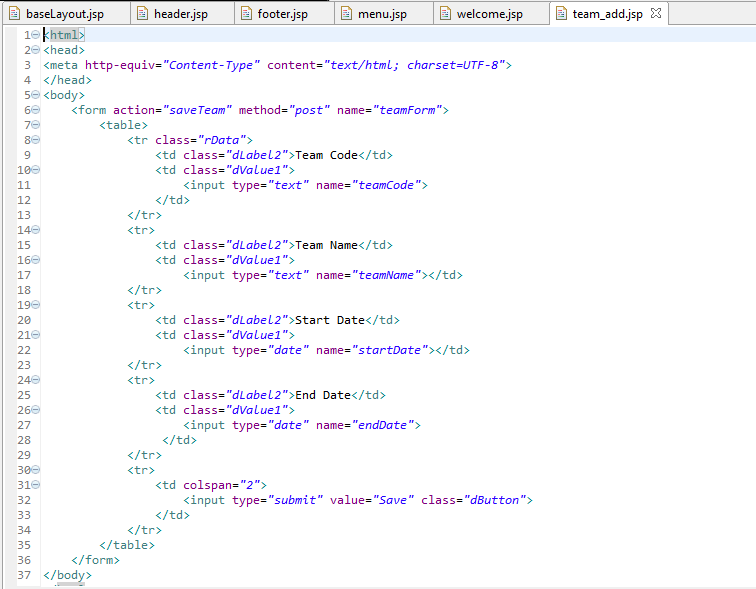 baseLayout.jsp header.jsp footer.jsp menu.jsp welcome.jsp team_add.jsp
1 <html>
2 <head>
3 <meta http-equiv="Content-Type" content="text/html; charset=UTF-8">
4 </head>
5 <body>
6     <form action="saveTeam" method="post" name="teamForm">
7         <table>
8             <tr class="rData">
9                 <td class="dLabel2">Team Code</td>
10                 <td class="dValue1">
11                     <input type="text" name="teamCode">
12                 </td>
13             </tr>
14             <tr>
15                 <td class="dLabel2">Team Name</td>
16                 <td class="dValue1">
17                     <input type="text" name="teamName"></td>
18             </tr>
19             <tr>
20                 <td class="dLabel2">Start Date</td>
21                 <td class="dValue1">
22                     <input type="date" name="startDate"></td>
23             </tr>
24             <tr>
25                 <td class="dLabel2">End Date</td>
26                 <td class="dValue1">
27                     <input type="date" name="endDate">
28                  </td>
29             </tr>
30             <tr>
31                 <td colspan="2">
32                     <input type="submit" value="Save" class="dButton">
33                 </td>
34             </tr>
35         </table>
36     </form>
37 </body>